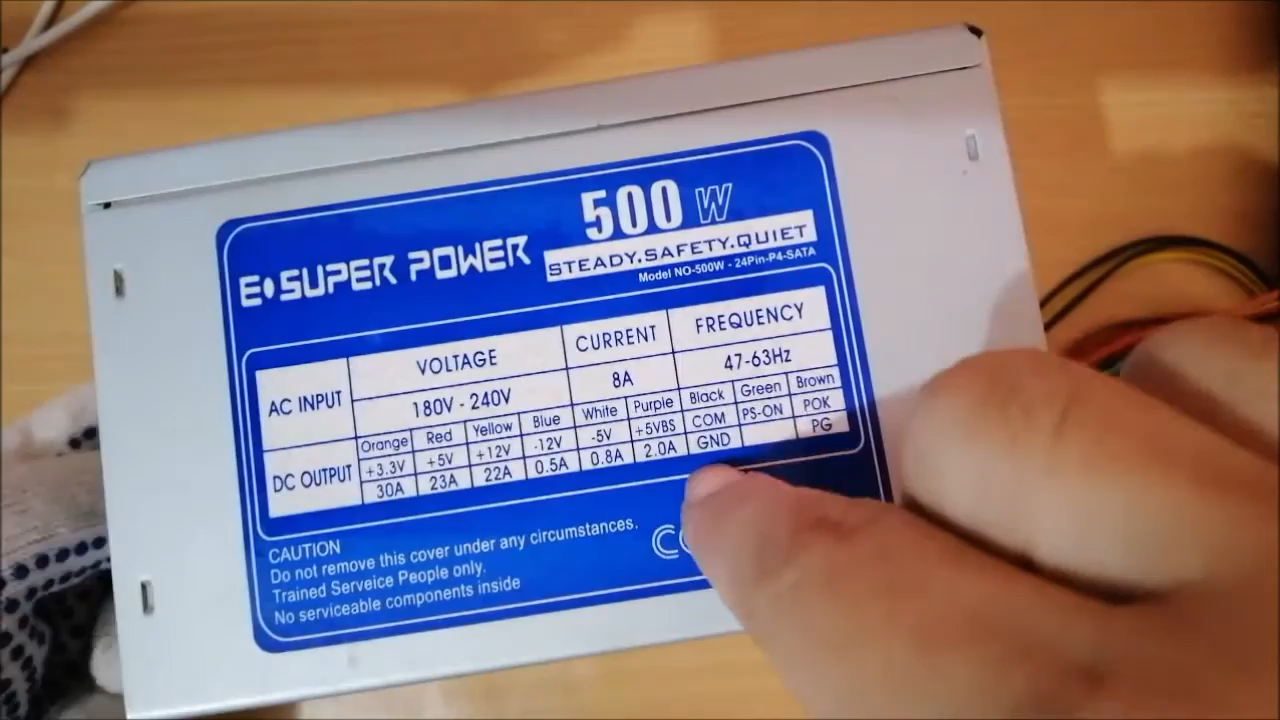 E SUPER POWER
500 W
STEADY.SAFETY.QUIET
Model NO-500W - 24Pin-P4-SATA
AC INPUT VOLTAGE CURRENT FREQUENCY
180V - 240V 8A 47-63Hz
DC OUTPUT Orange Red Yellow Blue White Purple Black Green Brown
+3.3V +5V +12V -12V -5V +5VBS COM PS-ON POK
30A 23A 22A 0.5A 0.8A 2.0A GND PG
CAUTION
Do not remove this cover under any circumstances.
Trained Serveice People only.
No serviceable components inside